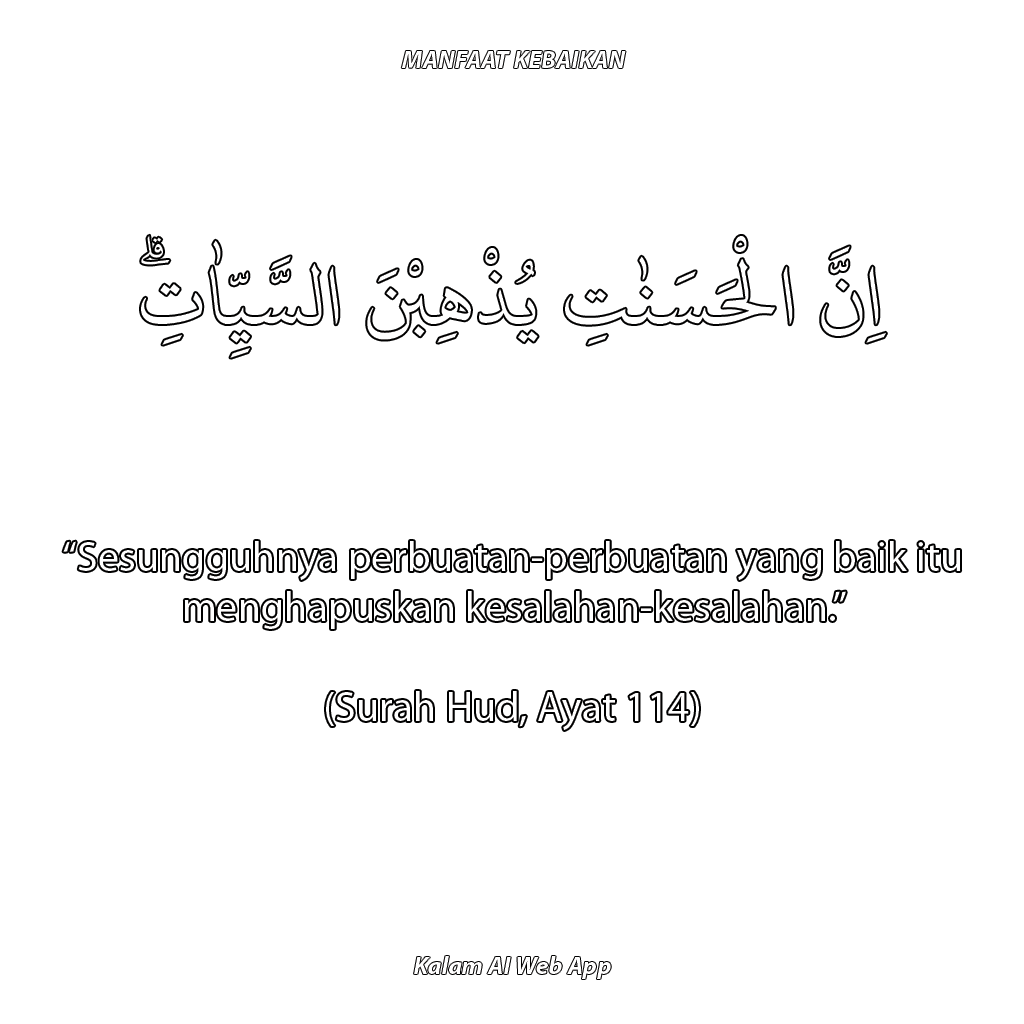 MANFAAT KEBAIKAN
اِنَّ الْحَسَنٰتِ يُذْهِبْنَ السَّيِّاٰتِۗ
“Sesungguhnya perbuatan-perbuatan yang baik itu
menghapuskan kesalahan-kesalahan.”
(Surah Hud, Ayat 114)
Kalam AI Web App